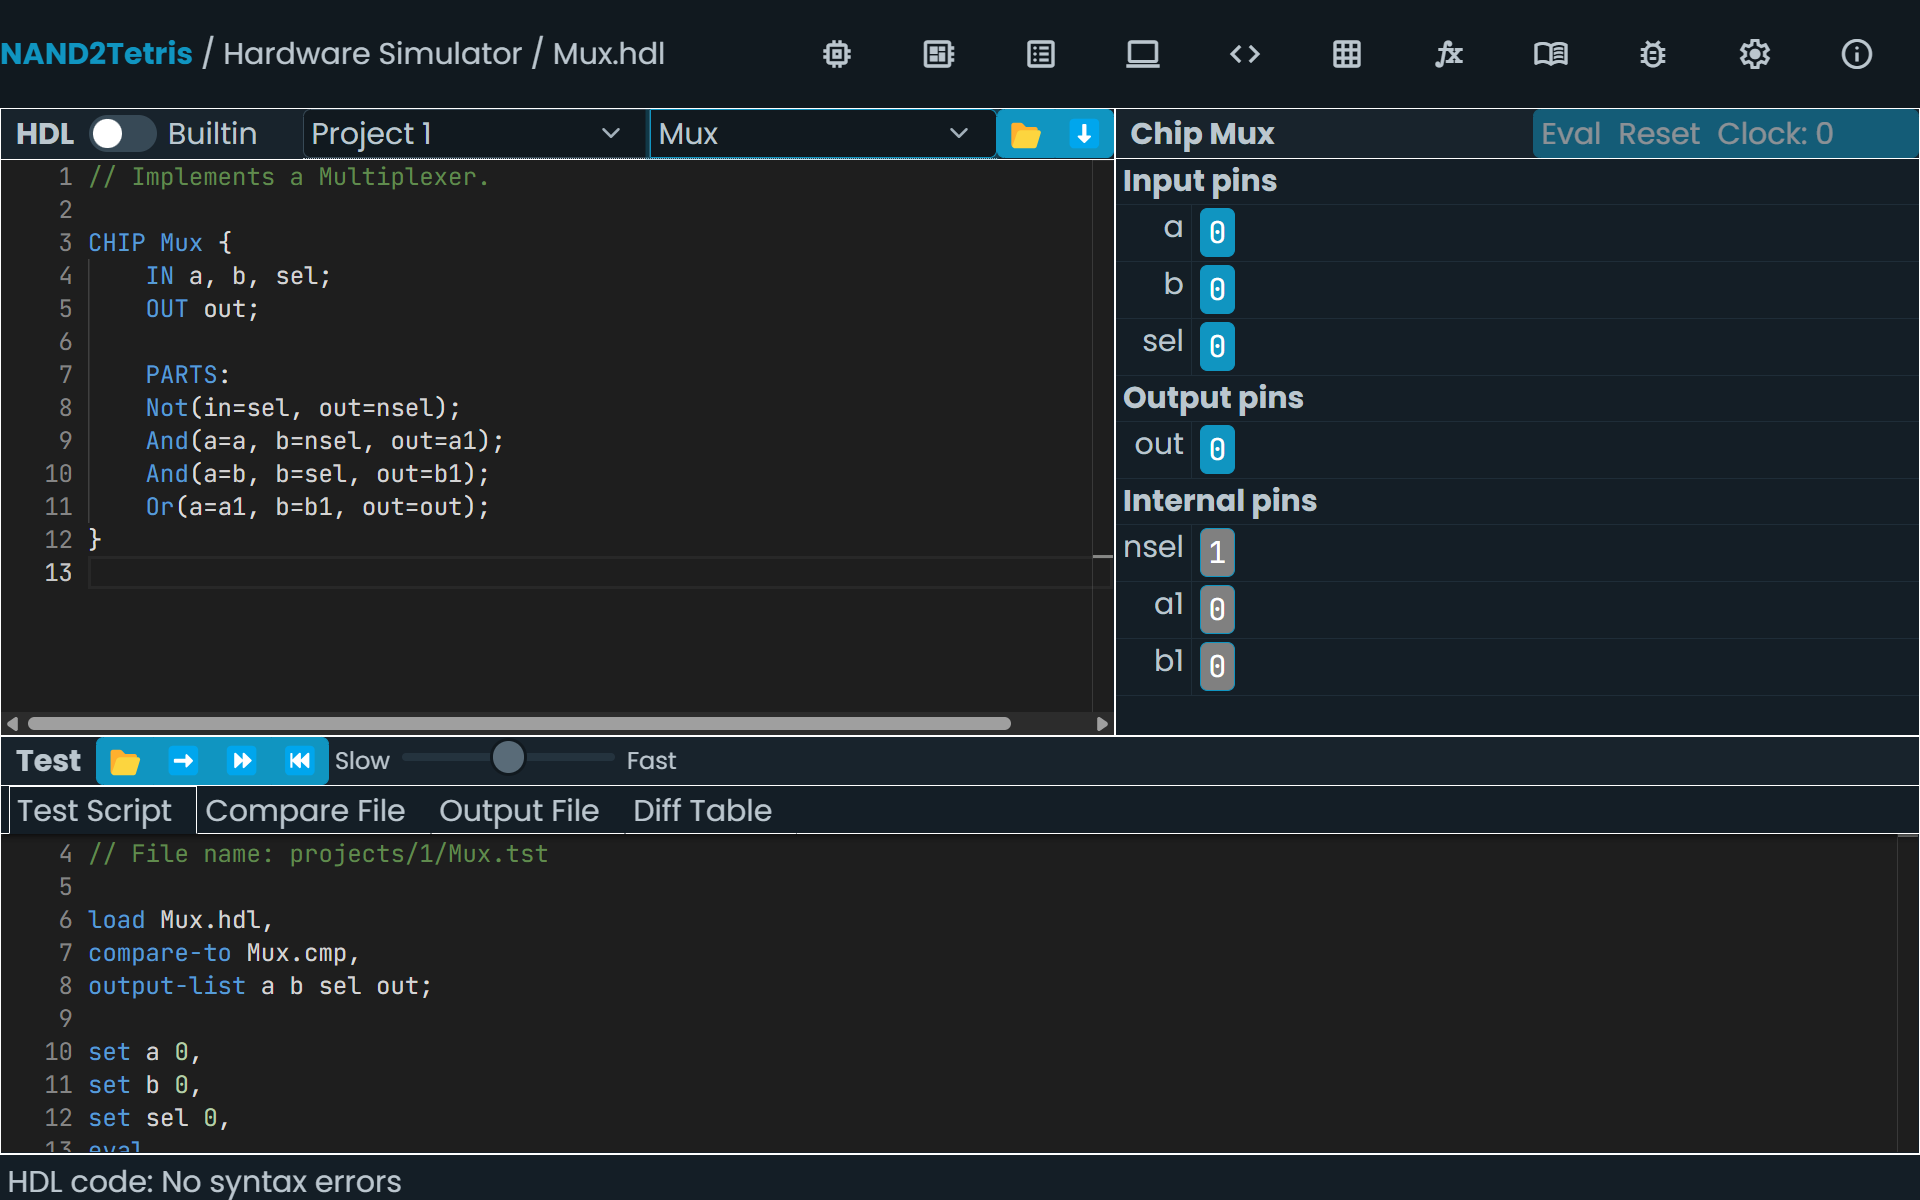 NAND2Tetris / Hardware Simulator / Mux.hdl
HDL Builtin Project 1 Mux
1 // Implements a Multiplexer.
2
3 CHIP Mux {
4 IN a, b, sel;
5 OUT out;
6
7 PARTS:
8 Not(in=sel, out=nsel);
9 And(a=a, b=nsel, out=a1);
10 And(a=b, b=sel, out=b1);
11 Or(a=a1, b=b1, out=out);
12 }
13
Chip Mux Eval Reset Clock: 0
Input pins
a 0
b 0
sel 0
Output pins
out 0
Internal pins
nsel 1
a1 0
b1 0
Test Slow Fast
Test Script Compare File Output File Diff Table
4 // File name: projects/1/Mux.tst
5
6 load Mux.hdl,
7 compare-to Mux.cmp,
8 output-list a b sel out;
9
10 set a 0,
11 set b 0,
12 set sel 0,
13 eval
HDL code: No syntax errors